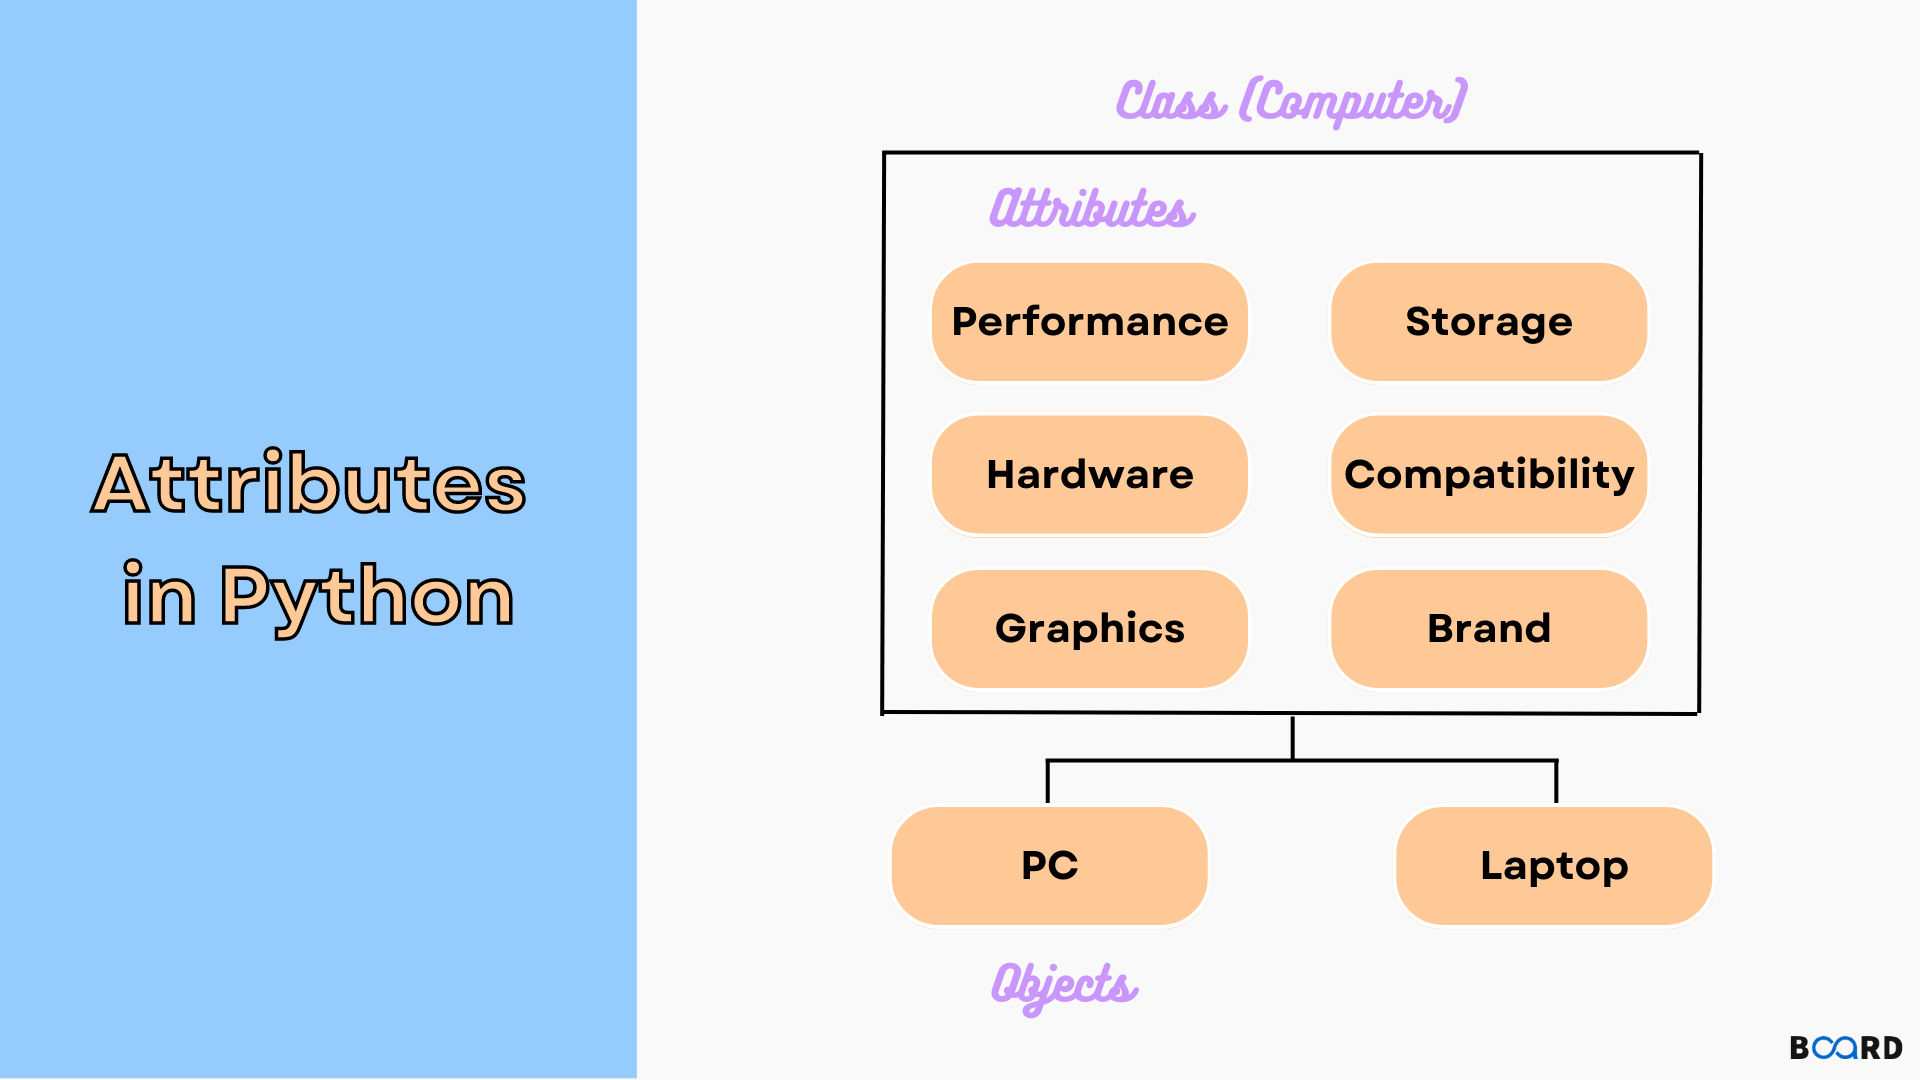 Attributes
in Python
Class (Computer)
Attributes
Performance
Storage
Hardware
Compatibility
Graphics
Brand
PC
Laptop
Objects
BOARD